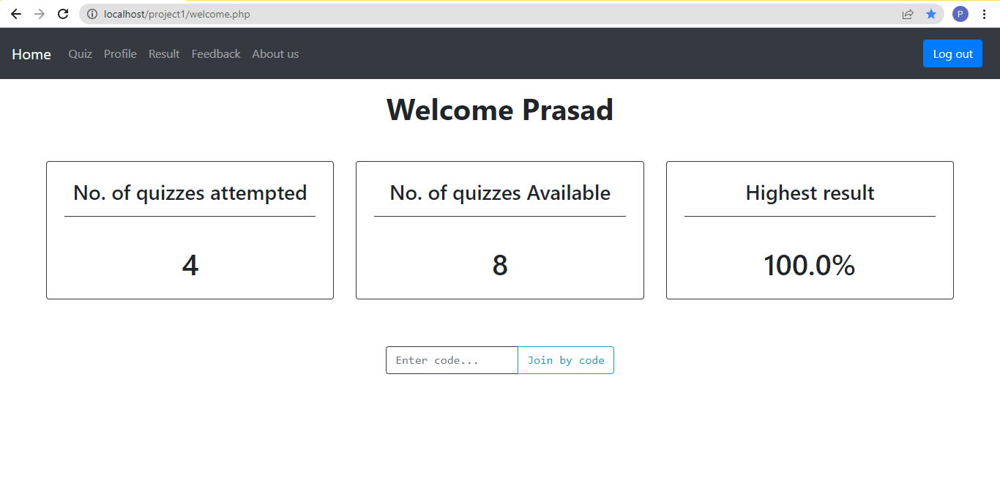 localhost/project1/welcome.php
P
Home Quiz Profile Result Feedback About us Log out
Welcome Prasad
No. of quizzes attempted
4
No. of quizzes Available
8
Highest result
100.0%
Enter code... Join by code